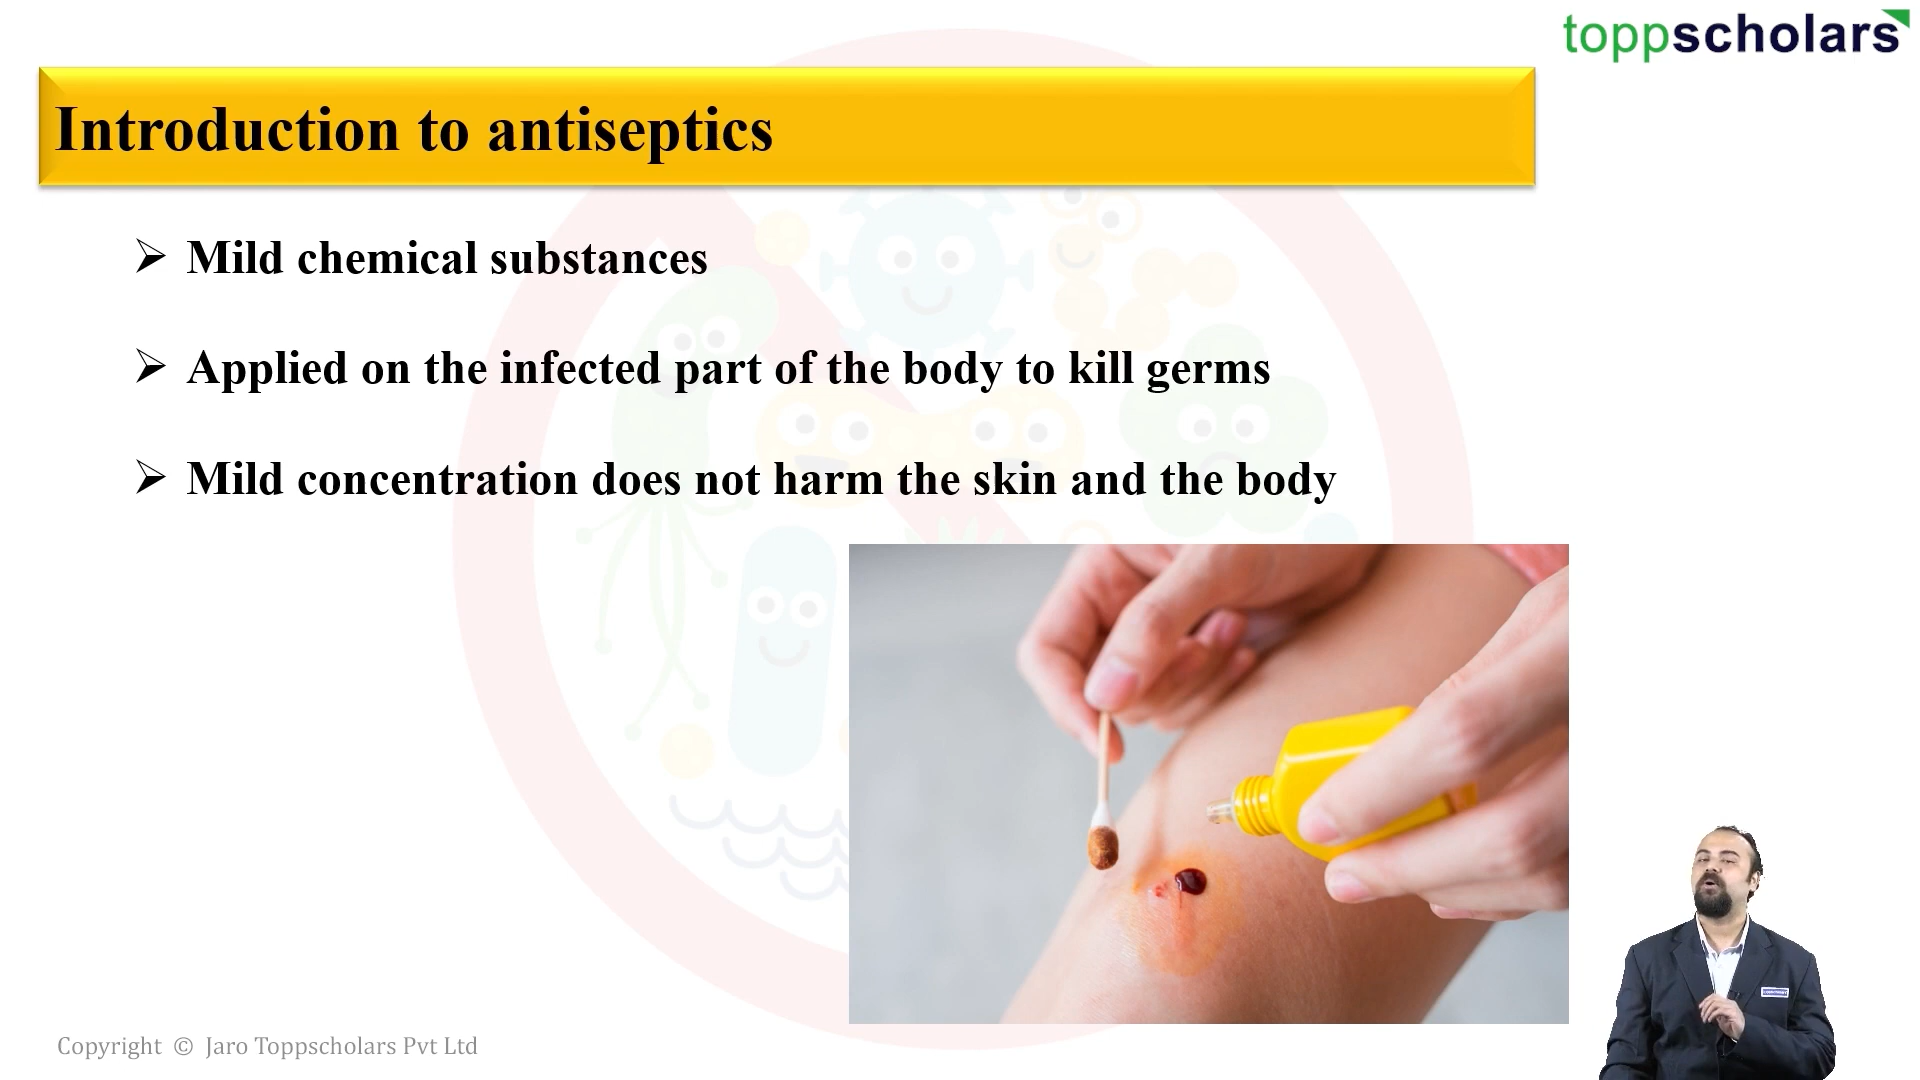 toppscholars
Introduction to antiseptics
Mild chemical substances
Applied on the infected part of the body to kill germs
Mild concentration does not harm the skin and the body
Copyright © Jaro Toppscholars Pvt Ltd